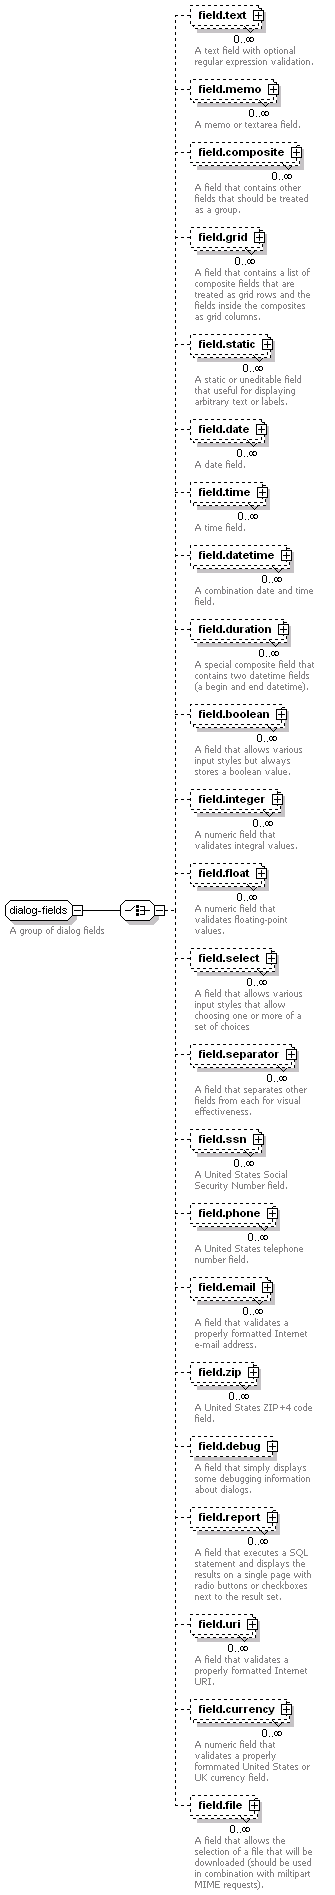 field.text
0..∞
A text field with optional
regular expression validation.
field.memo
0..∞
A memo or textarea field.
field.composite
0..∞
A field that contains other
fields that should be treated
as a group.
field.grid
0..∞
A field that contains a list of
composite fields that are
treated as grid rows and the
fields inside the composites
as grid columns.
field.static
0..∞
A static or uneditable field
that useful for displaying
arbitrary text or labels.
field.date
0..∞
A date field.
field.time
0..∞
A time field.
field.datetime
0..∞
A combination date and time
field.
field.duration
0..∞
A special composite field that
contains two datetime fields
(a begin and end datetime).
field.boolean
0..∞
A field that allows various
input styles but always
stores a boolean value.
field.integer
0..∞
A numeric field that
validates integral values.
field.float
0..∞
A numeric field that
validates floating-point
values.
dialog-fields
A group of dialog fields
field.select
0..∞
A field that allows various
input styles that allow
choosing one or more of a
set of choices
field.separator
0..∞
A field that separates other
fields from each for visual
effectiveness.
field.ssn
0..∞
A United States Social
Security Number field.
field.phone
0..∞
A United States telephone
number field.
field.email
0..∞
A field that validates a
properly formatted Internet
e-mail address.
field.zip
0..∞
A United States ZIP+4 code
field.
field.debug
A field that simply displays
some debugging information
about dialogs.
field.report
0..∞
A field that executes a SQL
statement and displays the
results on a single page with
radio buttons or checkboxes
next to the result set.
field.uri
0..∞
A field that validates a
properly formatted Internet
URI.
field.currency
0..∞
A numeric field that
validates a properly
formmated United States or
UK currency field.
field.file
0..∞
A field that allows the
selection of a file that will be
downloaded (should be used
in combination with miltipart
MIME requests).